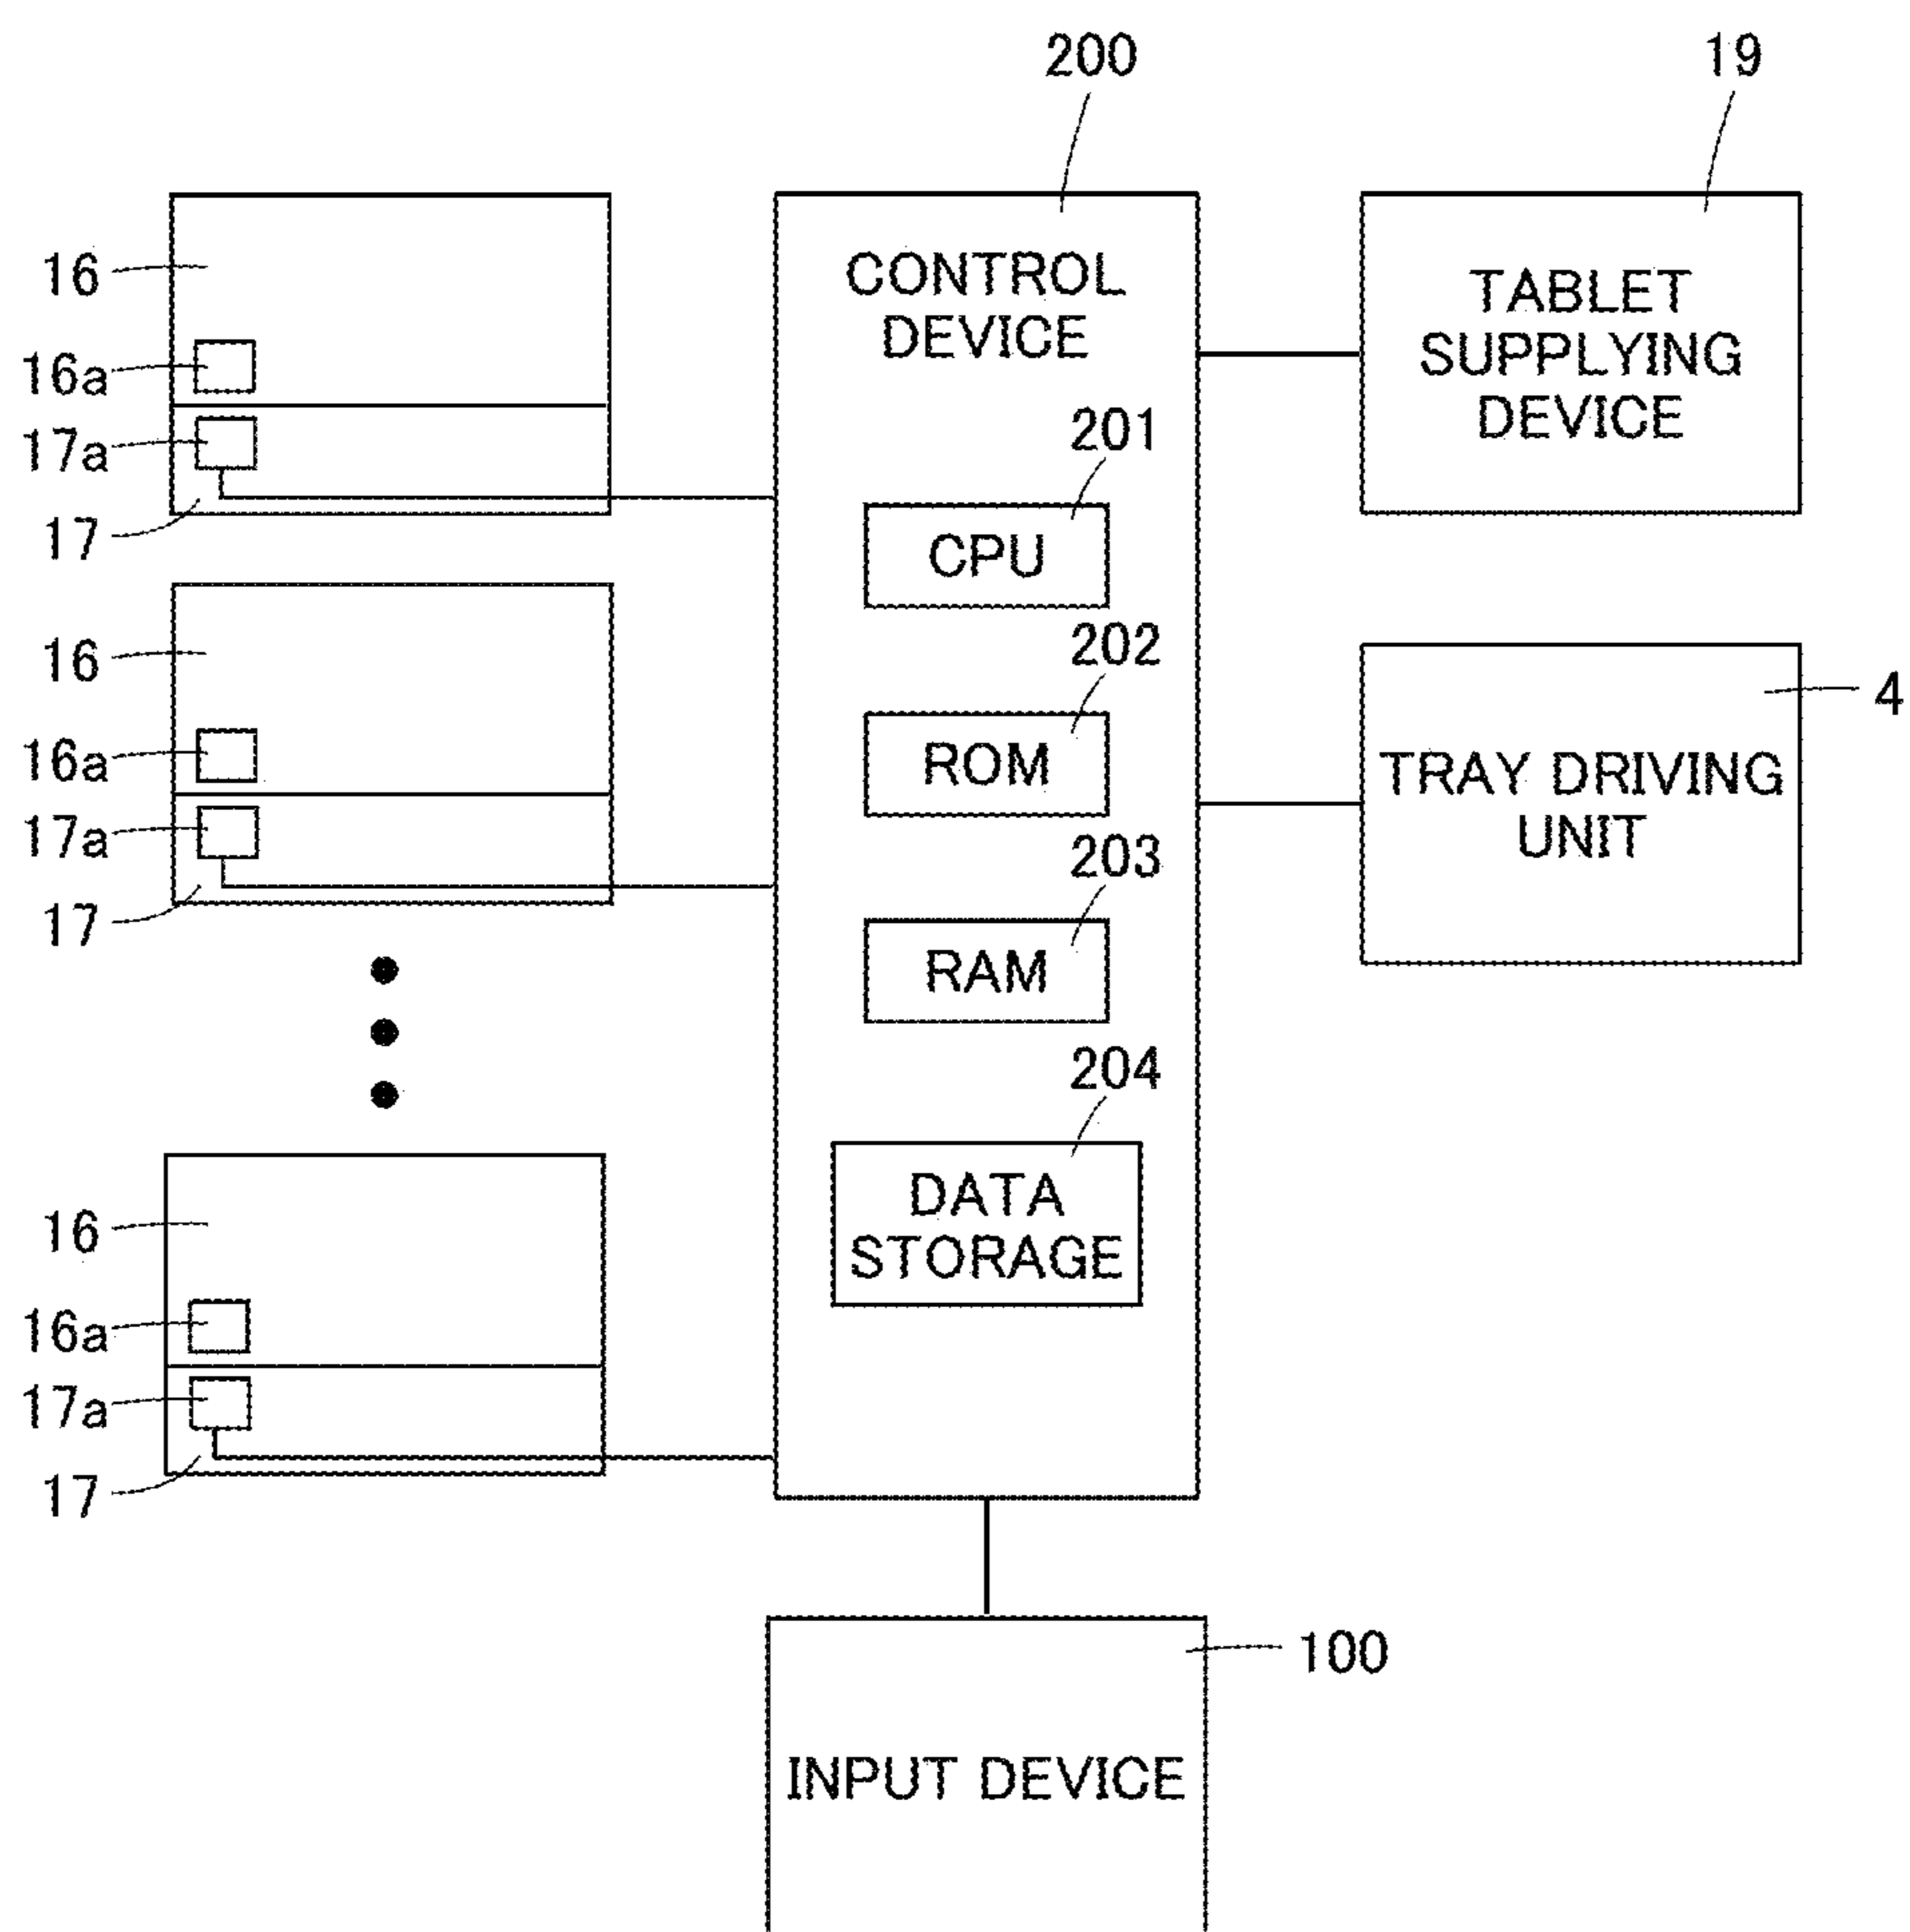 200
19
16
16a
17a
17
CONTROL
DEVICE
TABLET
SUPPLYING
DEVICE
201
CPU
202
ROM
203
RAM
204
DATA
STORAGE
4
TRAY DRIVING
UNIT
16
16a
17a
17
16
16a
17a
17
100
INPUT DEVICE